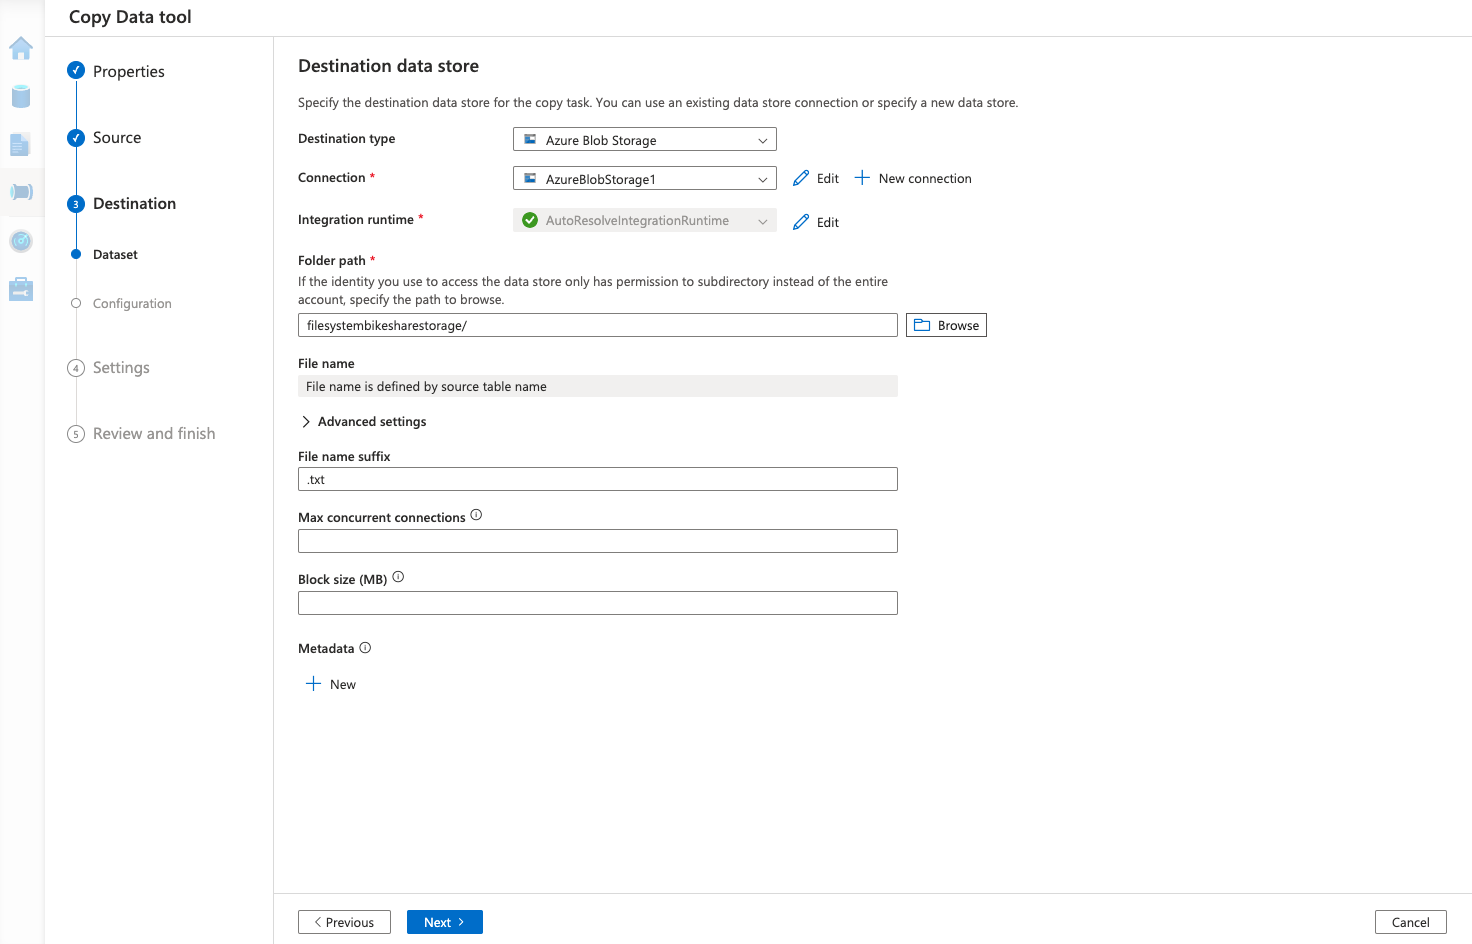 Copy Data tool
Properties
Source
3 Destination
Dataset
Configuration
4 Settings
5 Review and finish
Destination data store
Specify the destination data store for the copy task. You can use an existing data store connection or specify a new data store.
Destination type
Azure Blob Storage
Connection *
AzureBlobStorage1
Edit
New connection
Integration runtime *
AutoResolveIntegrationRuntime
Edit
Folder path *
If the identity you use to access the data store only has permission to subdirectory instead of the entire
account, specify the path to browse.
filesystembikesharestorage/
Browse
File name
File name is defined by source table name
Advanced settings
File name suffix
.txt
Max concurrent connections
Block size (MB)
Metadata
New
Previous
Next
Cancel